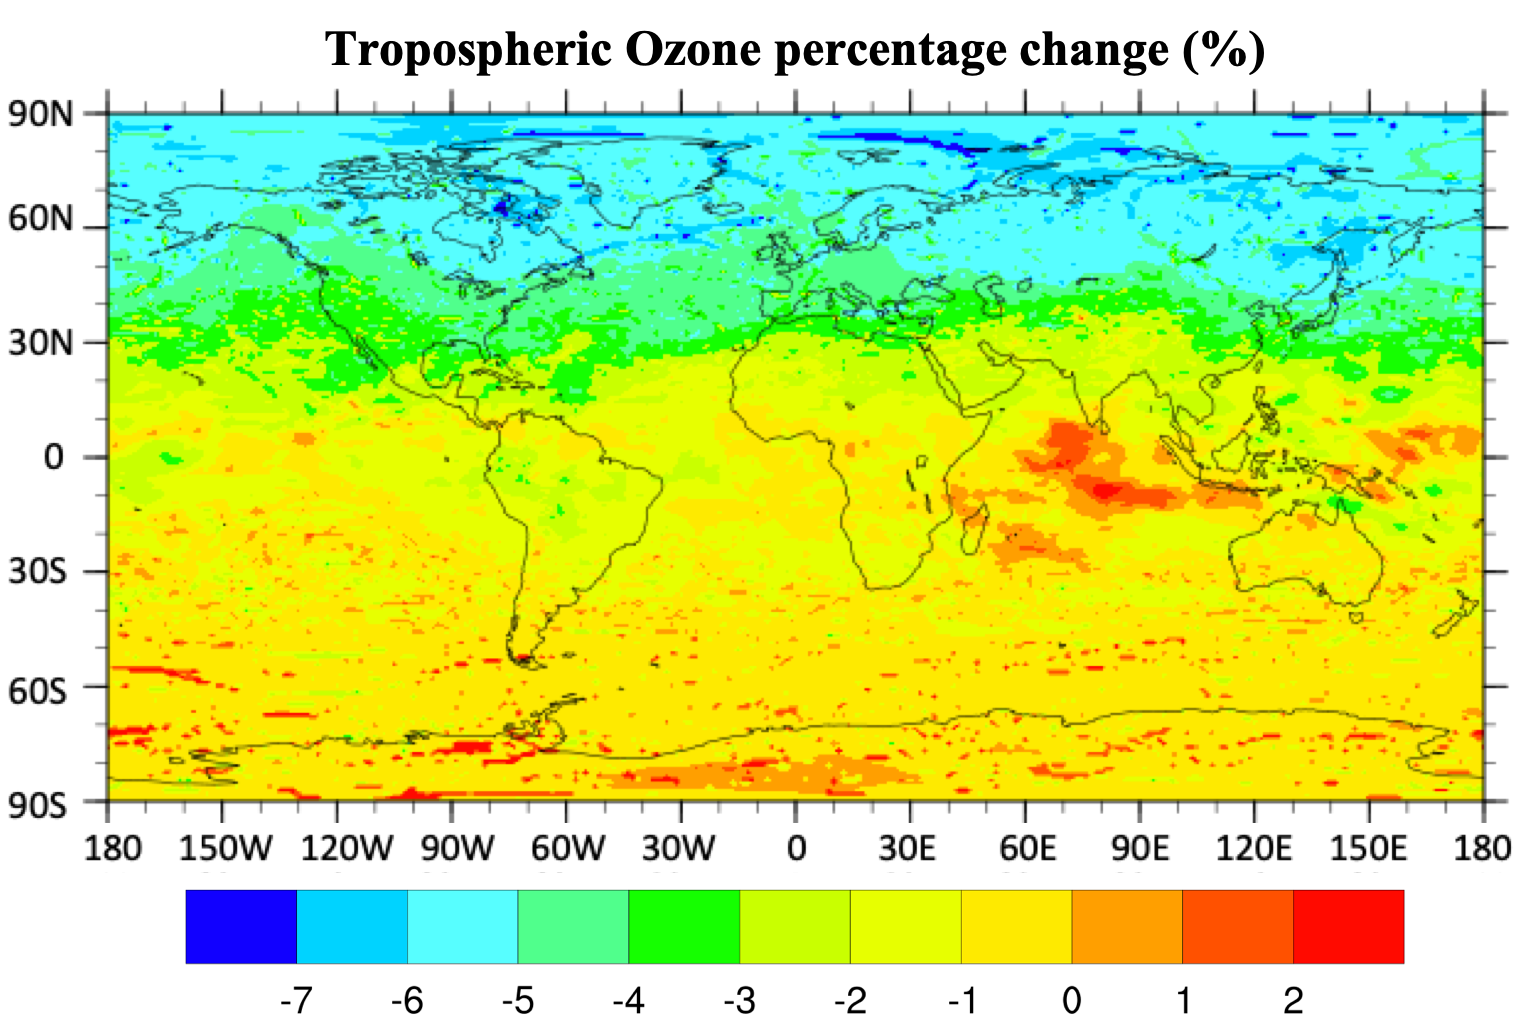 Tropospheric Ozone percentage change (%)
90N
60N
30N
0
30S
60S
90S
180 150W 120W 90W 60W 30W 0 30E 60E 90E 120E 150E 180
-7 -6 -5 -4 -3 -2 -1 0 1 2